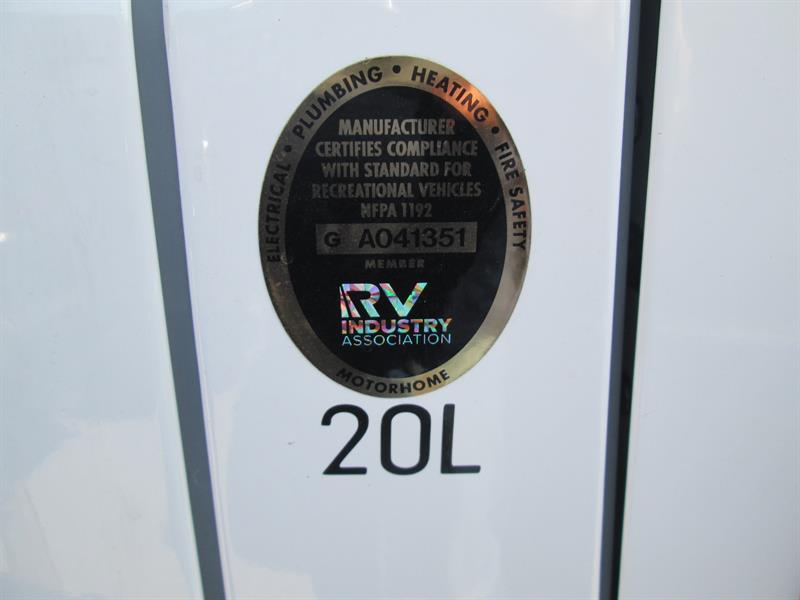 ELECTRICAL • PLUMBING • HEATING • FIRE SAFETY
MANUFACTURER
CERTIFIES COMPLIANCE
WITH STANDARD FOR
RECREATIONAL VEHICLES
NFPA 1192
G AO41351
MEMBER
RV
INDUSTRY
ASSOCIATION
MOTORHOME
20L